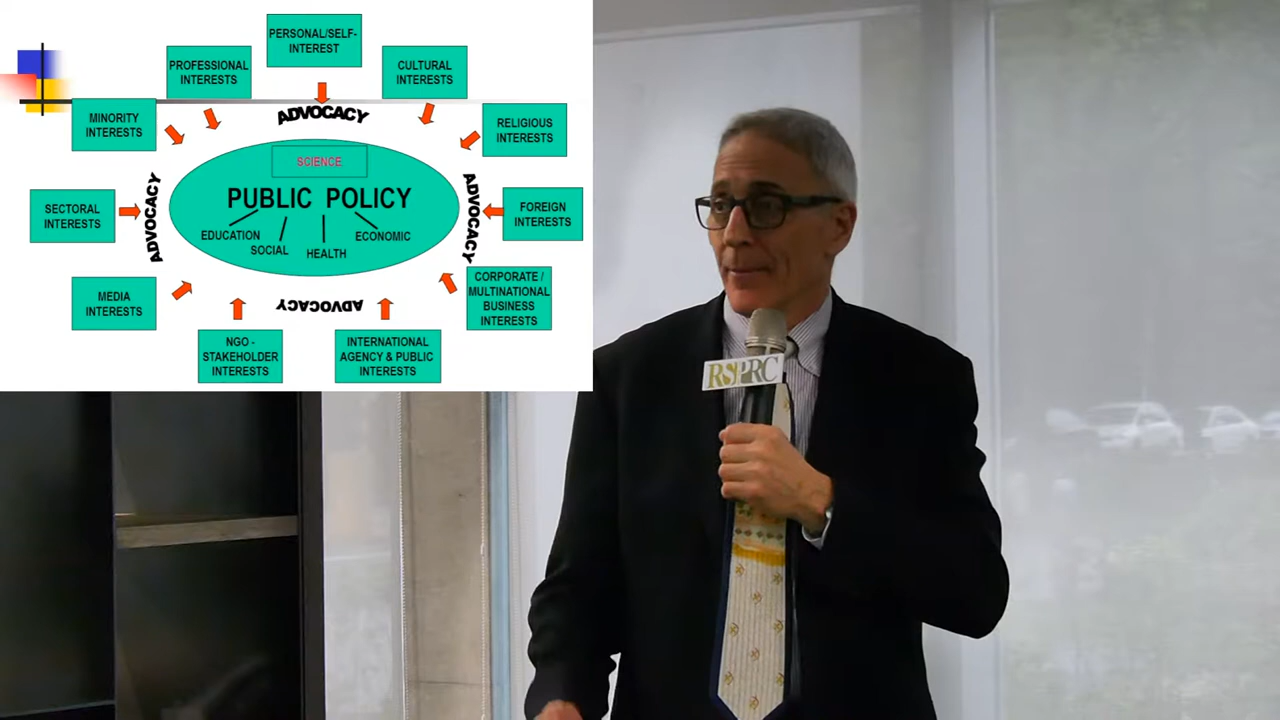 PERSONAL/SELF-
INTEREST
PROFESSIONAL
INTERESTS
CULTURAL
INTERESTS
MINORITY
INTERESTS
ADVOCACY
RELIGIOUS
INTERESTS
SCIENCE
PUBLIC POLICY
EDUCATION
SOCIAL
HEALTH
ECONOMIC
SECTORAL
INTERESTS
ADVOCACY
ADVOCACY
FOREIGN
INTERESTS
MEDIA
INTERESTS
ADVOCACY
CORPORATE /
MULTINATIONAL
BUSINESS
INTERESTS
NGO -
STAKEHOLDER
INTERESTS
INTERNATIONAL
AGENCY & PUBLIC
INTERESTS
RSPRC